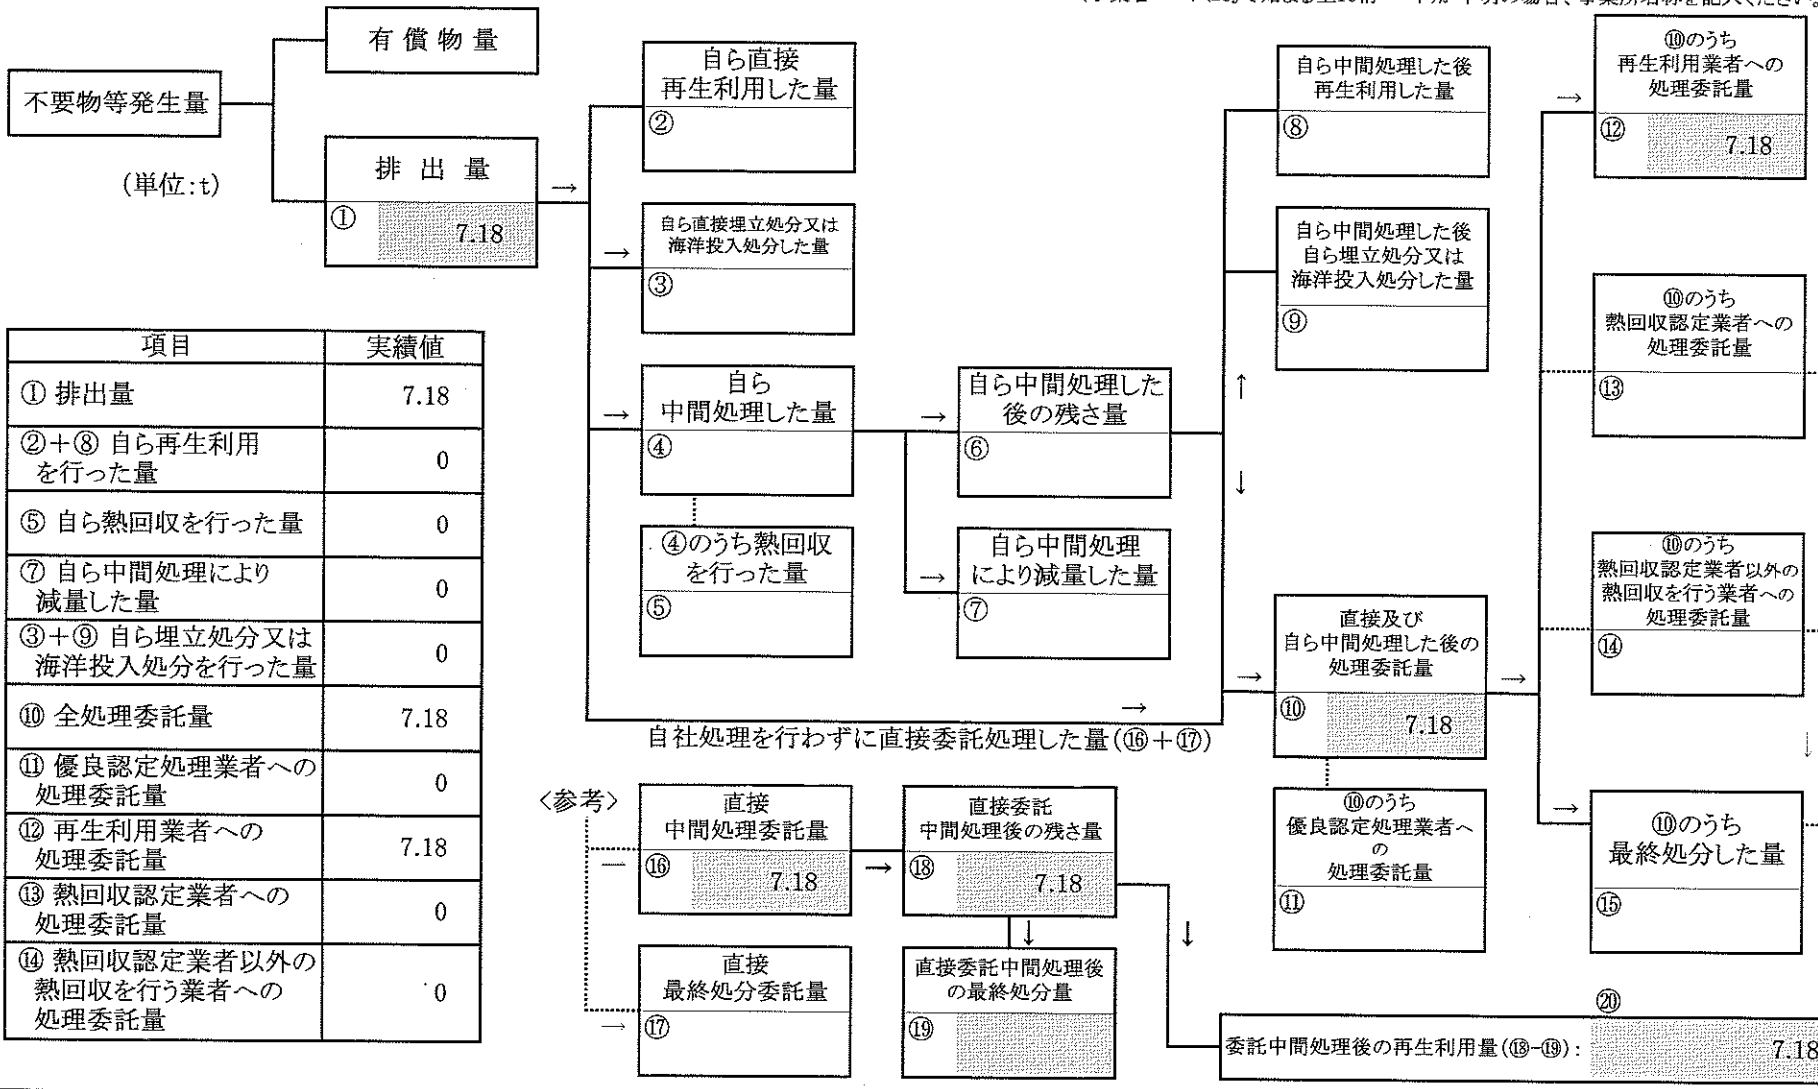 有償物量
不要物等発生量
(単位:t)
排出量
①
7.18
→
自ら直接
再生利用した量
②
→
自ら直接埋立処分又は
海洋投入処分した量
③
→
自ら
中間処理した量
④
④のうち熱回収
を行った量
⑤
→
自ら中間処理した
後の残さ量
⑥
→
自ら中間処理
により減量した量
⑦
↑
↓
自ら中間処理した後
再生利用した量
⑧
自ら中間処理した後
自ら埋立処分又は
海洋投入処分した量
⑨
→
自社処理を行わずに直接委託処理した量(⑯+⑰)
→
直接及び
自ら中間処理した後の
処理委託量
⑩
7.18
→
⑩のうち
優良認定処理業者へ
の
処理委託量
⑪
→
⑩のうち
再生利用業者への
処理委託量
⑫
7.18
⑩のうち
熱回収認定業者への
処理委託量
⑬
⑩のうち
熱回収認定業者以外の
熱回収を行う業者への
処理委託量
⑭
↓
→
⑩のうち
最終処分した量
⑮
項目 実績値
① 排出量 7.18
②+⑧ 自ら再生利用
を行った量 0
⑤ 自ら熱回収を行った量 0
⑦ 自ら中間処理により
減量した量 0
③+⑨ 自ら埋立処分又は
海洋投入処分を行った量 0
⑩ 全処理委託量 7.18
⑪ 優良認定処理業者への
処理委託量 0
⑫ 再生利用業者への
処理委託量 7.18
⑬ 熱回収認定業者への
処理委託量 0
⑭ 熱回収認定業者以外の
熱回収を行う業者への
処理委託量 0
<参考>
直接
中間処理委託量
⑯
7.18
→
直接委託
中間処理後の残さ量
⑱
7.18
↓
↓
→
直接
最終処分委託量
⑰
直接委託中間処理後
の最終処分量
⑲
⑳
委託中間処理後の再生利用量(⑱-⑲):
7.18